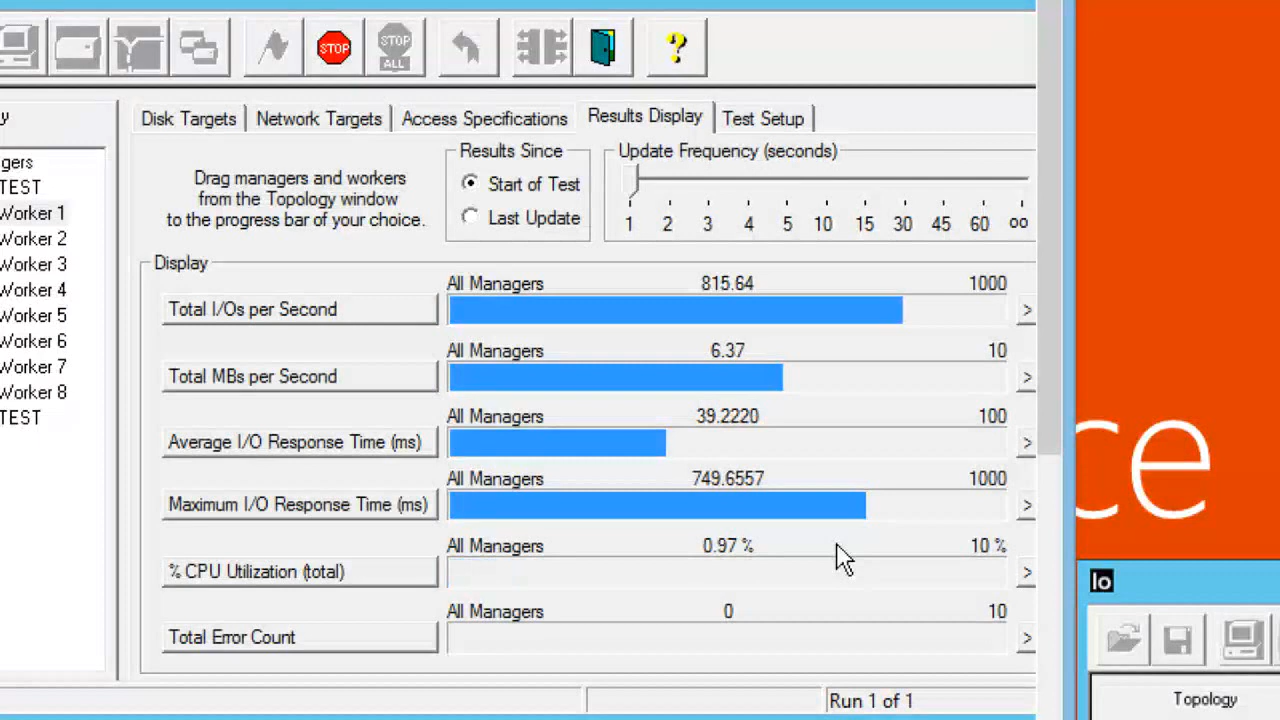 STOP
STOP
ALL
?
y
Disk Targets
Network Targets
Access Specifications
Results Display
Test Setup
gers
TEST
Worker 1
Worker 2
Worker 3
Worker 4
Worker 5
Worker 6
Worker 7
Worker 8
TEST
Drag managers and workers
from the Topology window
to the progress bar of your choice.
Results Since
Start of Test
Last Update
Update Frequency (seconds)
1 2 3 4 5 10 15 30 45 60 oo
Display
All Managers 815.64 1000
Total I/Os per Second >
All Managers 6.37 10
Total MBs per Second >
All Managers 39.2220 100
Average I/O Response Time (ms) >
All Managers 749.6557 1000
Maximum I/O Response Time (ms) >
All Managers 0.97 % 10 %
% CPU Utilization (total) >
All Managers 0 10
Total Error Count >
Run 1 of 1
ce
Io
Topology